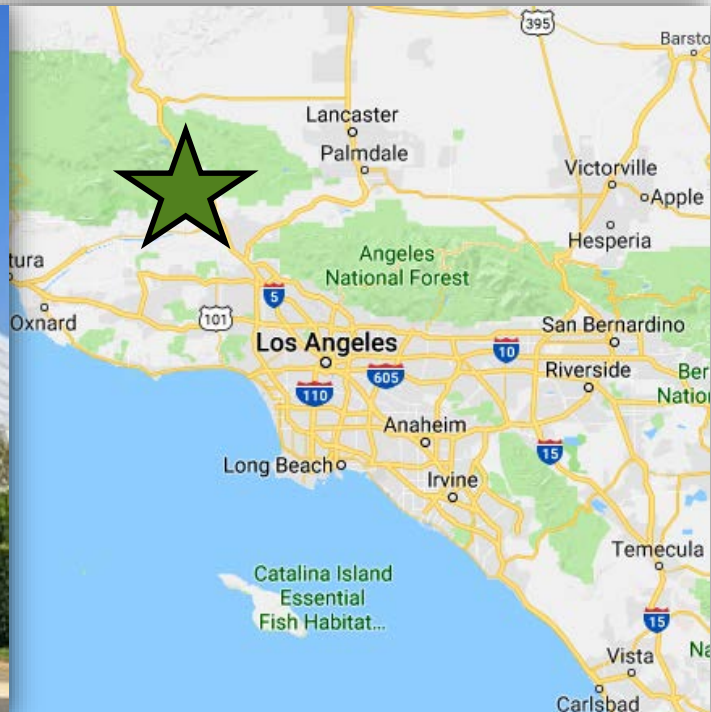 395
Barsto
Lancaster
Palmdale
Victorville
Apple
Hesperia
Angeles
National Forest
tura
Oxnard
5
101
Los Angeles
San Bernardino
10
605
110
Riverside
Ber
Natio
Anaheim
15
Long Beach
Irvine
Temecula
Catalina Island
Essential
Fish Habitat...
15
Na
Vista
Carlsbad